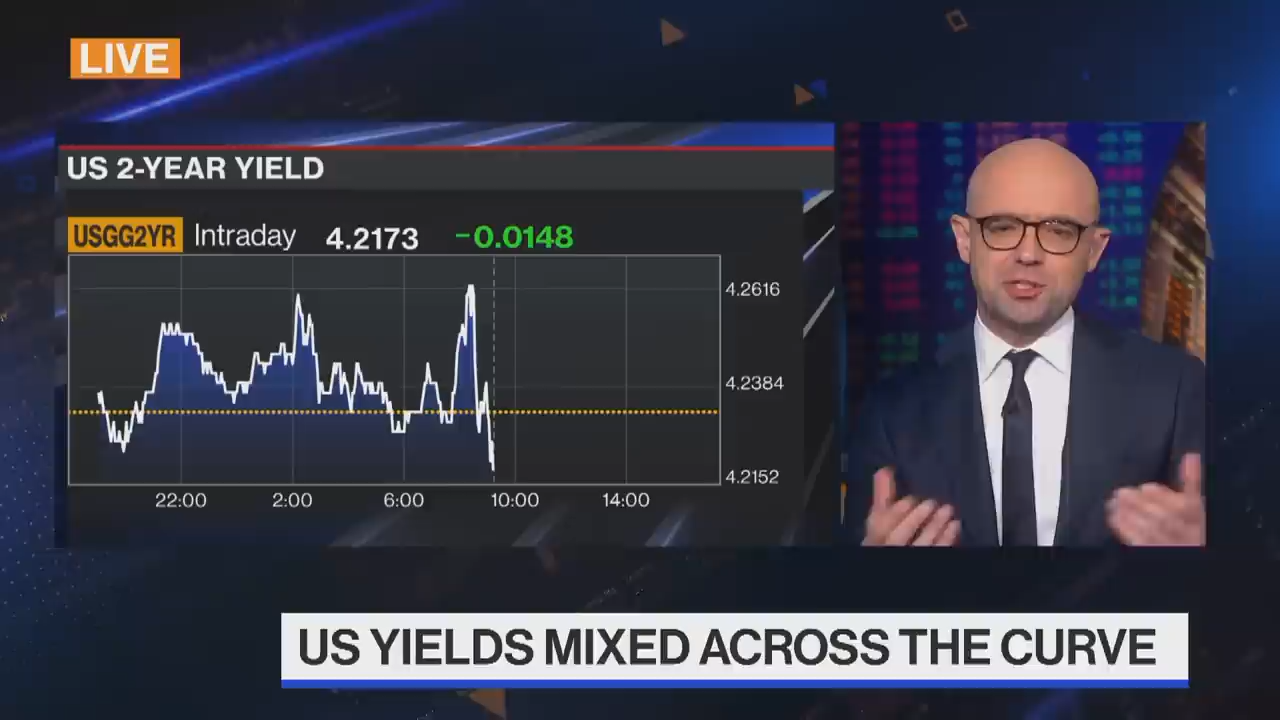 LIVE
US 2-YEAR YIELD
USGG2YR Intraday 4.2173 -0.0148
4.2616
4.2384
4.2152
22:00 2:00 6:00 10:00 14:00
US YIELDS MIXED ACROSS THE CURVE